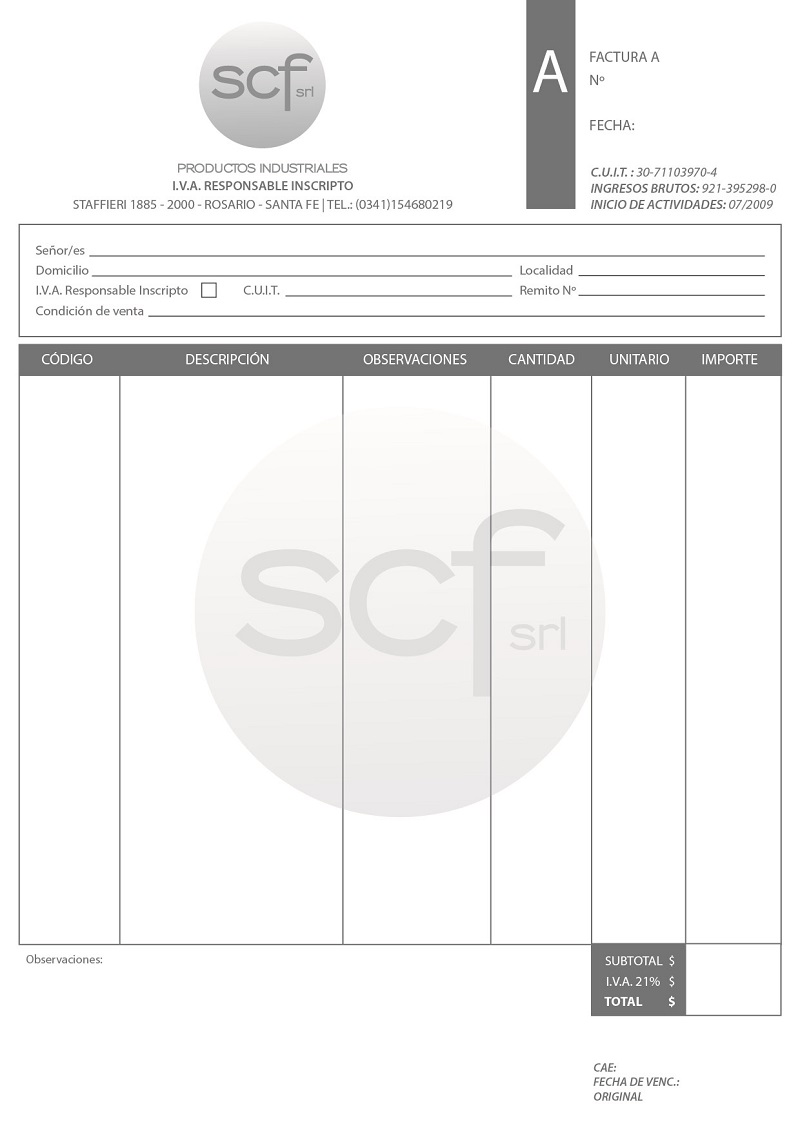 scf srl
PRODUCTOS INDUSTRIALES
I.V.A. RESPONSABLE INSCRIPTO
STAFFIERI 1885 - 2000 - ROSARIO - SANTA FE | TEL.: (0341)154680219
A
FACTURA A
Nº
FECHA:
C.U.I.T. : 30-71103970-4
INGRESOS BRUTOS: 921-395298-0
INICIO DE ACTIVIDADES: 07/2009
Señor/es
Domicilio Localidad
I.V.A. Responsable Inscripto C.U.I.T. Remito Nº
Condición de venta
CÓDIGO DESCRIPCIÓN OBSERVACIONES CANTIDAD UNITARIO IMPORTE
scf srl
Observaciones:
SUBTOTAL $
I.V.A. 21% $
TOTAL $
CAE:
FECHA DE VENC.:
ORIGINAL